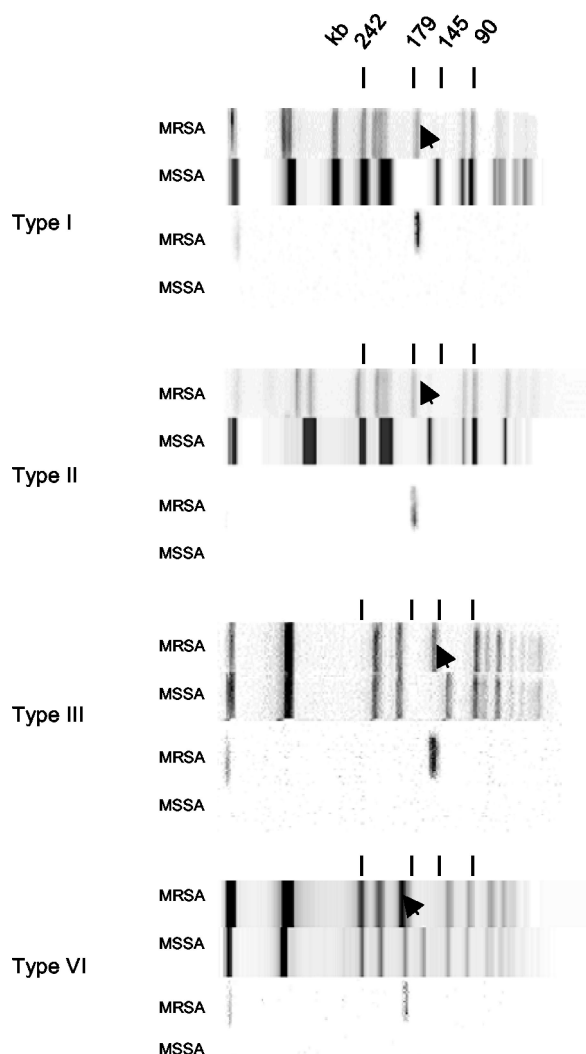 kb 242 179 145 90
MRSA
MSSA
Type I
MRSA
MSSA
MRSA
MSSA
Type II
MRSA
MSSA
MRSA
MSSA
Type III
MRSA
MSSA
MRSA
MSSA
Type VI
MRSA
MSSA